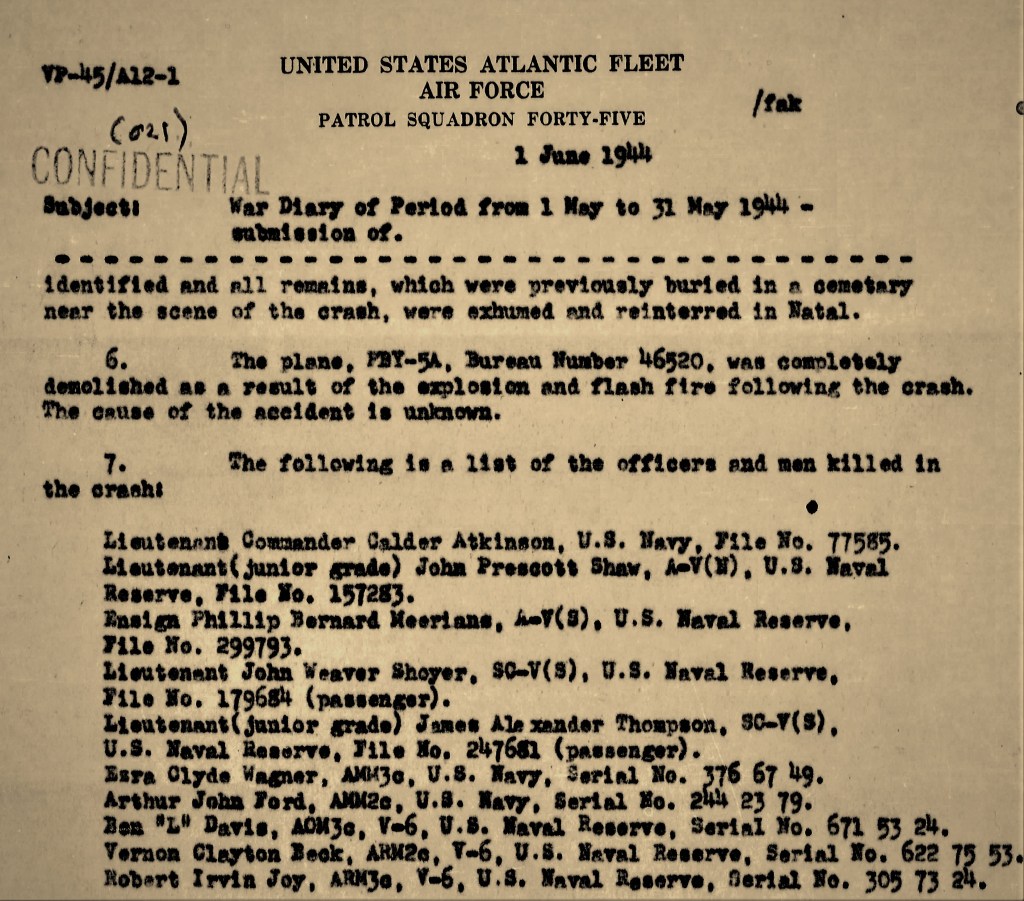 VP-45/A12-1
UNITED STATES ATLANTIC FLEET
AIR FORCE
PATROL SQUADRON FORTY-FIVE
/fak
(021)
CONFIDENTIAL
1 June 1944
Subject: War Diary of Period from 1 May to 31 May 1944 -
submission of.
identified and all remains, which were previously buried in a cemetary
near the scene of the crash, were exhumed and reinterred in Natal.
6. The plane, PBY-5A, Bureau Number 46520, was completely
demolished as a result of the explosion and flash fire following the crash.
The cause of the accident is unknown.
7. The following is a list of the officers and men killed in
the crash:
Lieutenant Commander Calder Atkinson, U.S. Navy, File No. 77585.
Lieutenant(junior grade) John Prescott Shaw, A-V(N), U.S. Naval
Reserve, File No. 157283.
Ensign Phillip Bernard Meerians, A-V(S), U.S. Naval Reserve,
File No. 299793.
Lieutenant John Weaver Shoyer, SC-V(S), U.S. Naval Reserve,
File No. 179684 (passenger).
Lieutenant(junior grade) James Alexander Thompson, SC-V(S),
U.S. Naval Reserve, File No. 247681 (passenger).
Ezra Clyde Wagner, AMM3c, U.S. Navy, Serial No. 376 67 49.
Arthur John Ford, AMM2c, U.S. Navy, Serial No. 244 23 79.
Ben "L" Davis, AOM3c, V-6, U.S. Naval Reserve, Serial No. 671 53 24.
Vernon Clayton Beck, ARM2c, V-6, U.S. Naval Reserve, Serial No. 622 75 53.
Robert Irvin Joy, ARM3c, V-6, U.S. Naval Reserve, Serial No. 305 73 24.